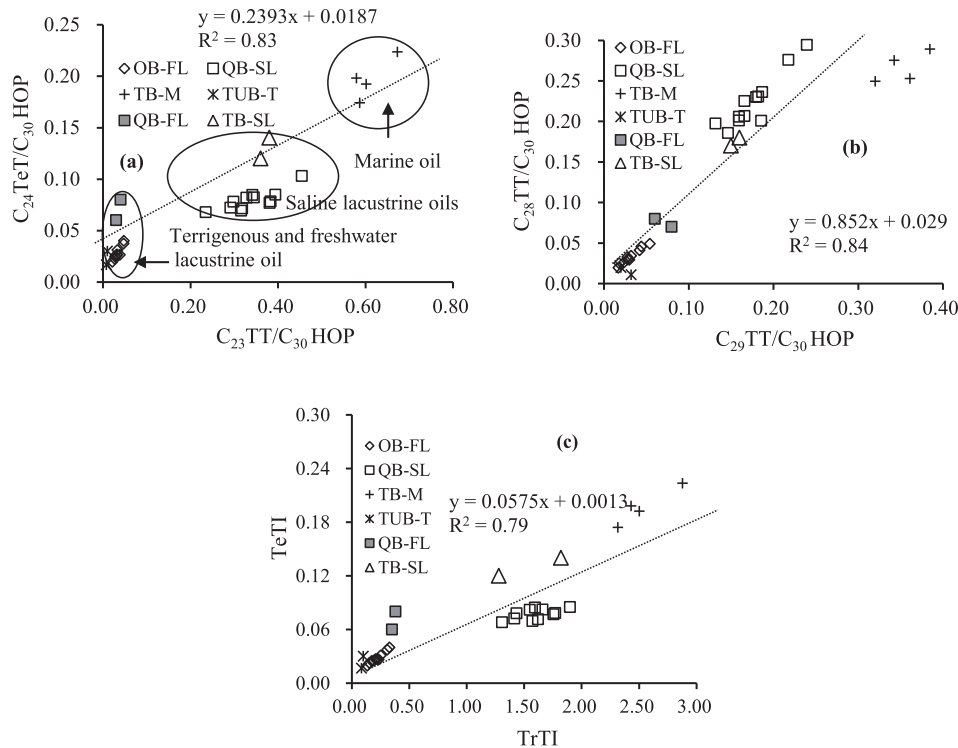 y = 0.2393x + 0.0187
R² = 0.83
OB-FL
QB-SL
TB-M
TUB-T
QB-FL
TB-SL
(a)
Marine oil
Saline lacustrine oils
Terrigenous and freshwater
lacustrine oil
0.25
0.20
0.15
0.10
0.05
0.00
0.00 0.20 0.40 0.60 0.80
C₂₄TeT/C₃₀ HOP
C₂₃TT/C₃₀ HOP
OB-FL
QB-SL
TB-M
TUB-T
QB-FL
TB-SL
(b)
y = 0.852x + 0.029
R² = 0.84
0.30
0.25
0.20
0.15
0.10
0.05
0.00
0.00 0.10 0.20 0.30 0.40
C₂₈TT/C₃₀ HOP
C₂₉TT/C₃₀ HOP
(c)
OB-FL
QB-SL
TB-M
TUB-T
QB-FL
TB-SL
y = 0.0575x + 0.0013
R² = 0.79
0.30
0.24
0.18
0.12
0.06
0.00
0.00 0.50 1.00 1.50 2.00 2.50 3.00
TeTI
TrTI